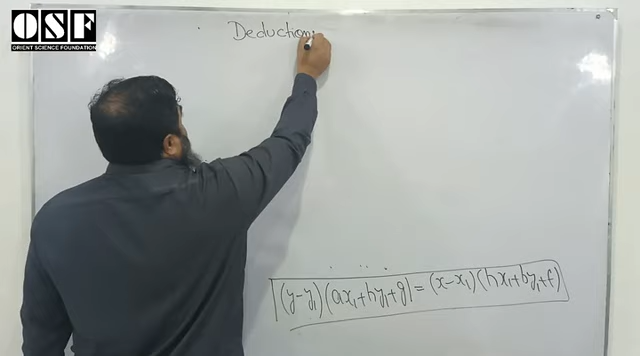 OSF
ORIENT SCIENCE FOUNDATION
Deduction:
(y-y₁)(ax₁+hy₁+g) = (x-x₁)(hx₁+by₁+f)